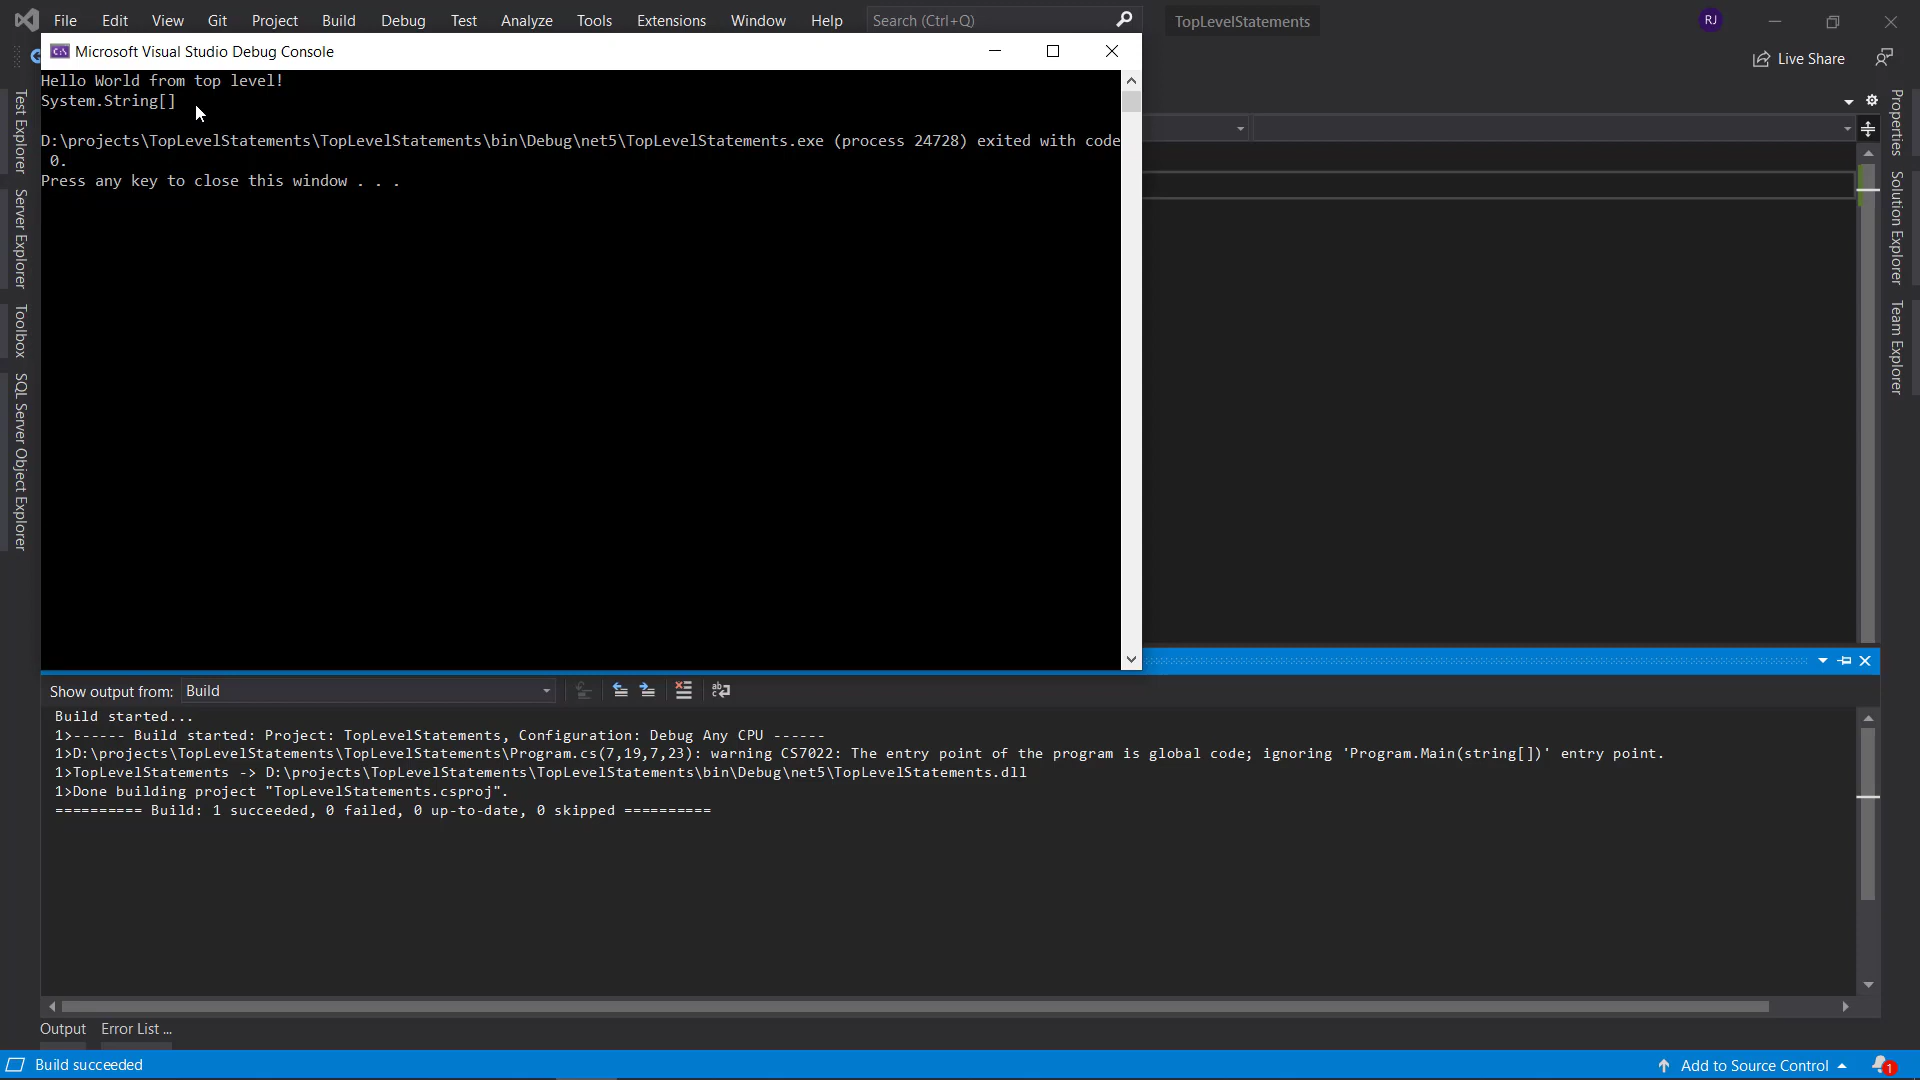 File Edit View Git Project Build Debug Test Analyze Tools Extensions Window Help Search (Ctrl+Q) TopLevelStatements RJ
Microsoft Visual Studio Debug Console
Live Share
Hello World from top level!
System.String[]
D:\projects\TopLevelStatements\TopLevelStatements\bin\Debug\net5\TopLevelStatements.exe (process 24728) exited with code
0.
Press any key to close this window . . .
Test Explorer
Server Explorer
Toolbox
SQL Server Object Explorer
Properties
Solution Explorer
Team Explorer
Show output from: Build
Build started...
1>------ Build started: Project: TopLevelStatements, Configuration: Debug Any CPU ------
1>D:\projects\TopLevelStatements\TopLevelStatements\Program.cs(7,19,7,23): warning CS7022: The entry point of the program is global code; ignoring 'Program.Main(string[])' entry point.
1>TopLevelStatements -> D:\projects\TopLevelStatements\TopLevelStatements\bin\Debug\net5\TopLevelStatements.dll
1>Done building project "TopLevelStatements.csproj".
========== Build: 1 succeeded, 0 failed, 0 up-to-date, 0 skipped ==========
Output Error List ...
Build succeeded
Add to Source Control 1